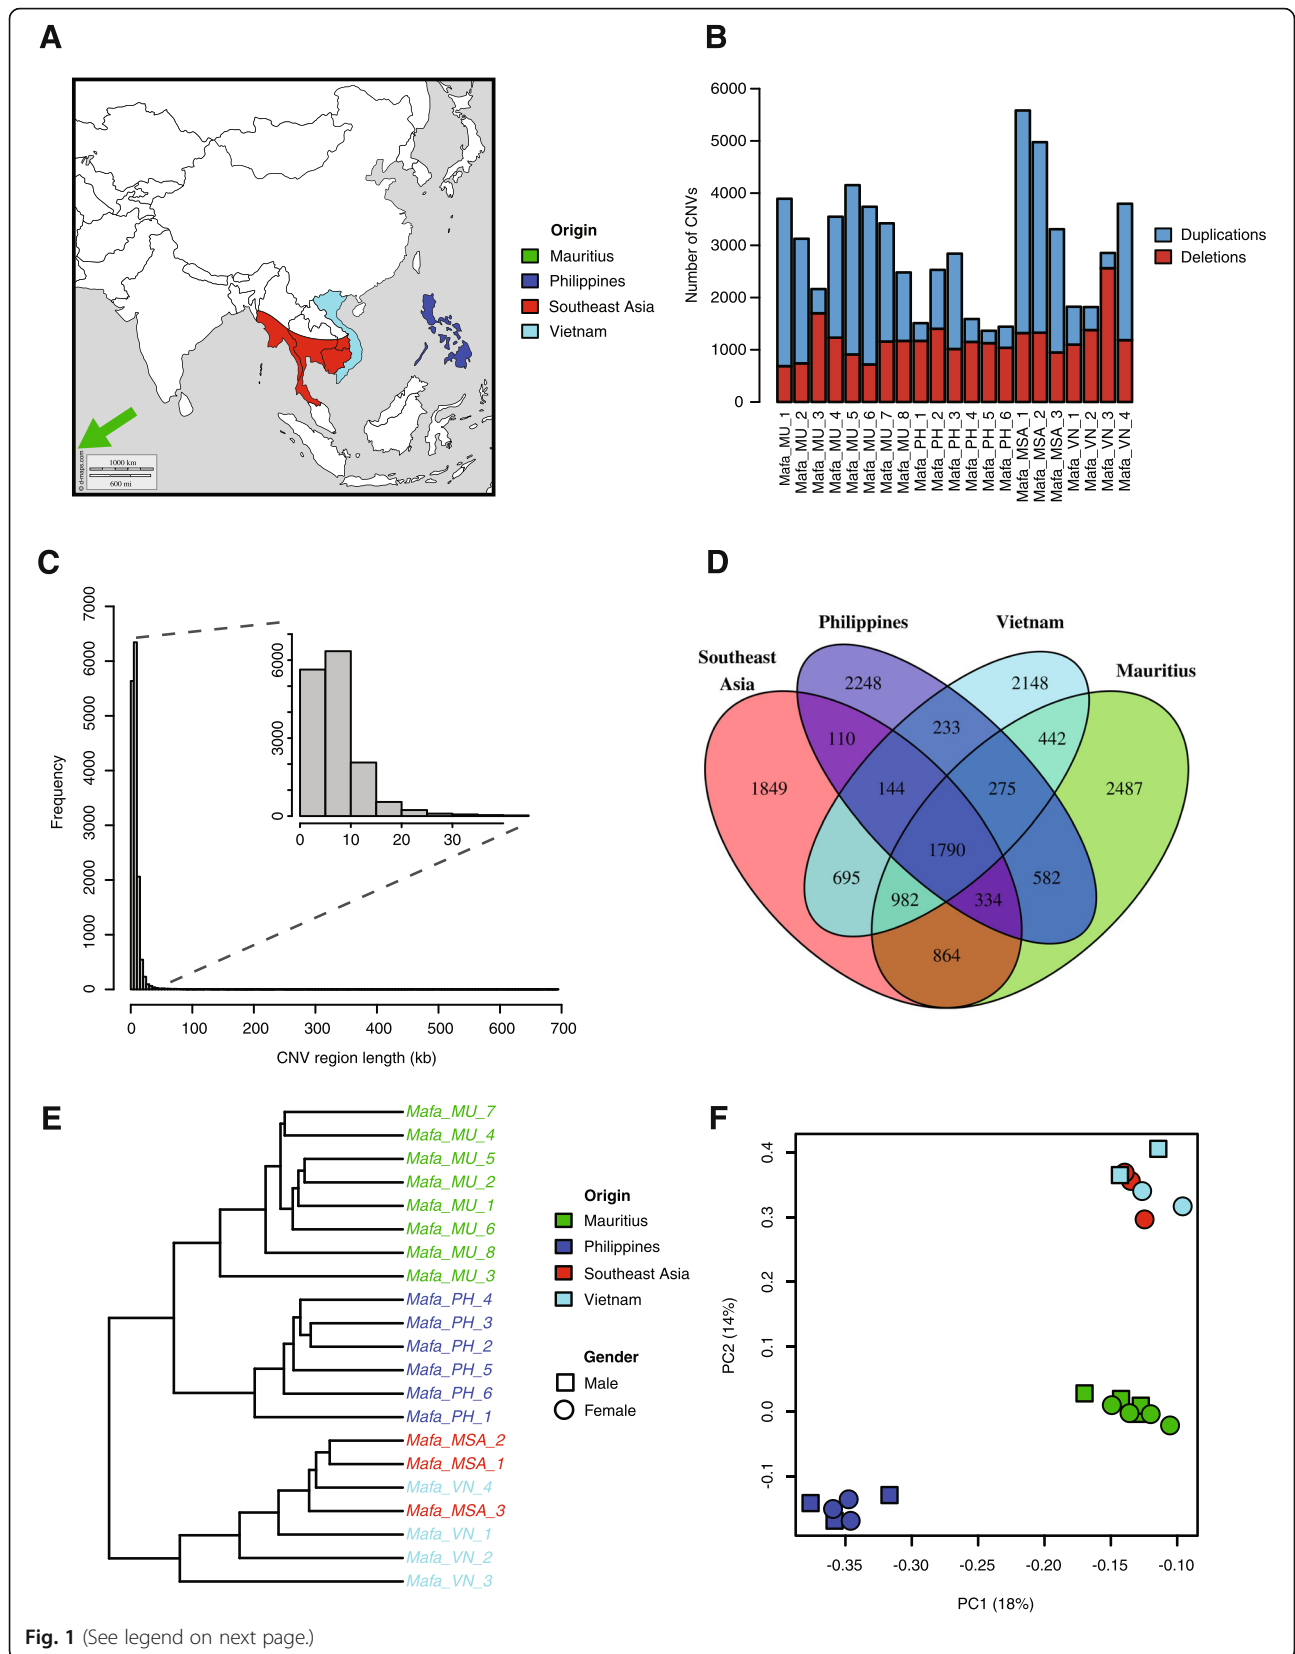 A
© d-maps.com
1000 km
600 mi
Origin
Mauritius
Philippines
Southeast Asia
Vietnam
B
Number of CNVs
6000
5000
4000
3000
2000
1000
0
Mafa_MU_1
Mafa_MU_2
Mafa_MU_3
Mafa_MU_4
Mafa_MU_5
Mafa_MU_6
Mafa_MU_7
Mafa_MU_8
Mafa_PH_1
Mafa_PH_2
Mafa_PH_3
Mafa_PH_4
Mafa_PH_5
Mafa_PH_6
Mafa_MSA_1
Mafa_MSA_2
Mafa_MSA_3
Mafa_VN_1
Mafa_VN_2
Mafa_VN_3
Mafa_VN_4
Duplications
Deletions
C
Frequency
7000
6000
5000
4000
3000
2000
1000
0
0 100 200 300 400 500 600 700
CNV region length (kb)
6000
3000
0
0 10 20 30
D
Philippines
Vietnam
Southeast
Asia
Mauritius
2248
2148
110
233
442
1849
144
275
2487
1790
695
582
982
334
864
E
Mafa_MU_7
Mafa_MU_4
Mafa_MU_5
Mafa_MU_2
Mafa_MU_1
Mafa_MU_6
Mafa_MU_8
Mafa_MU_3
Mafa_PH_4
Mafa_PH_3
Mafa_PH_2
Mafa_PH_5
Mafa_PH_6
Mafa_PH_1
Mafa_MSA_2
Mafa_MSA_1
Mafa_VN_4
Mafa_MSA_3
Mafa_VN_1
Mafa_VN_2
Mafa_VN_3
Origin
Mauritius
Philippines
Southeast Asia
Vietnam
Gender
Male
Female
F
PC2 (14%)
0.4
0.3
0.2
0.1
0.0
-0.1
-0.35 -0.30 -0.25 -0.20 -0.15 -0.10
PC1 (18%)
Fig. 1 (See legend on next page.)